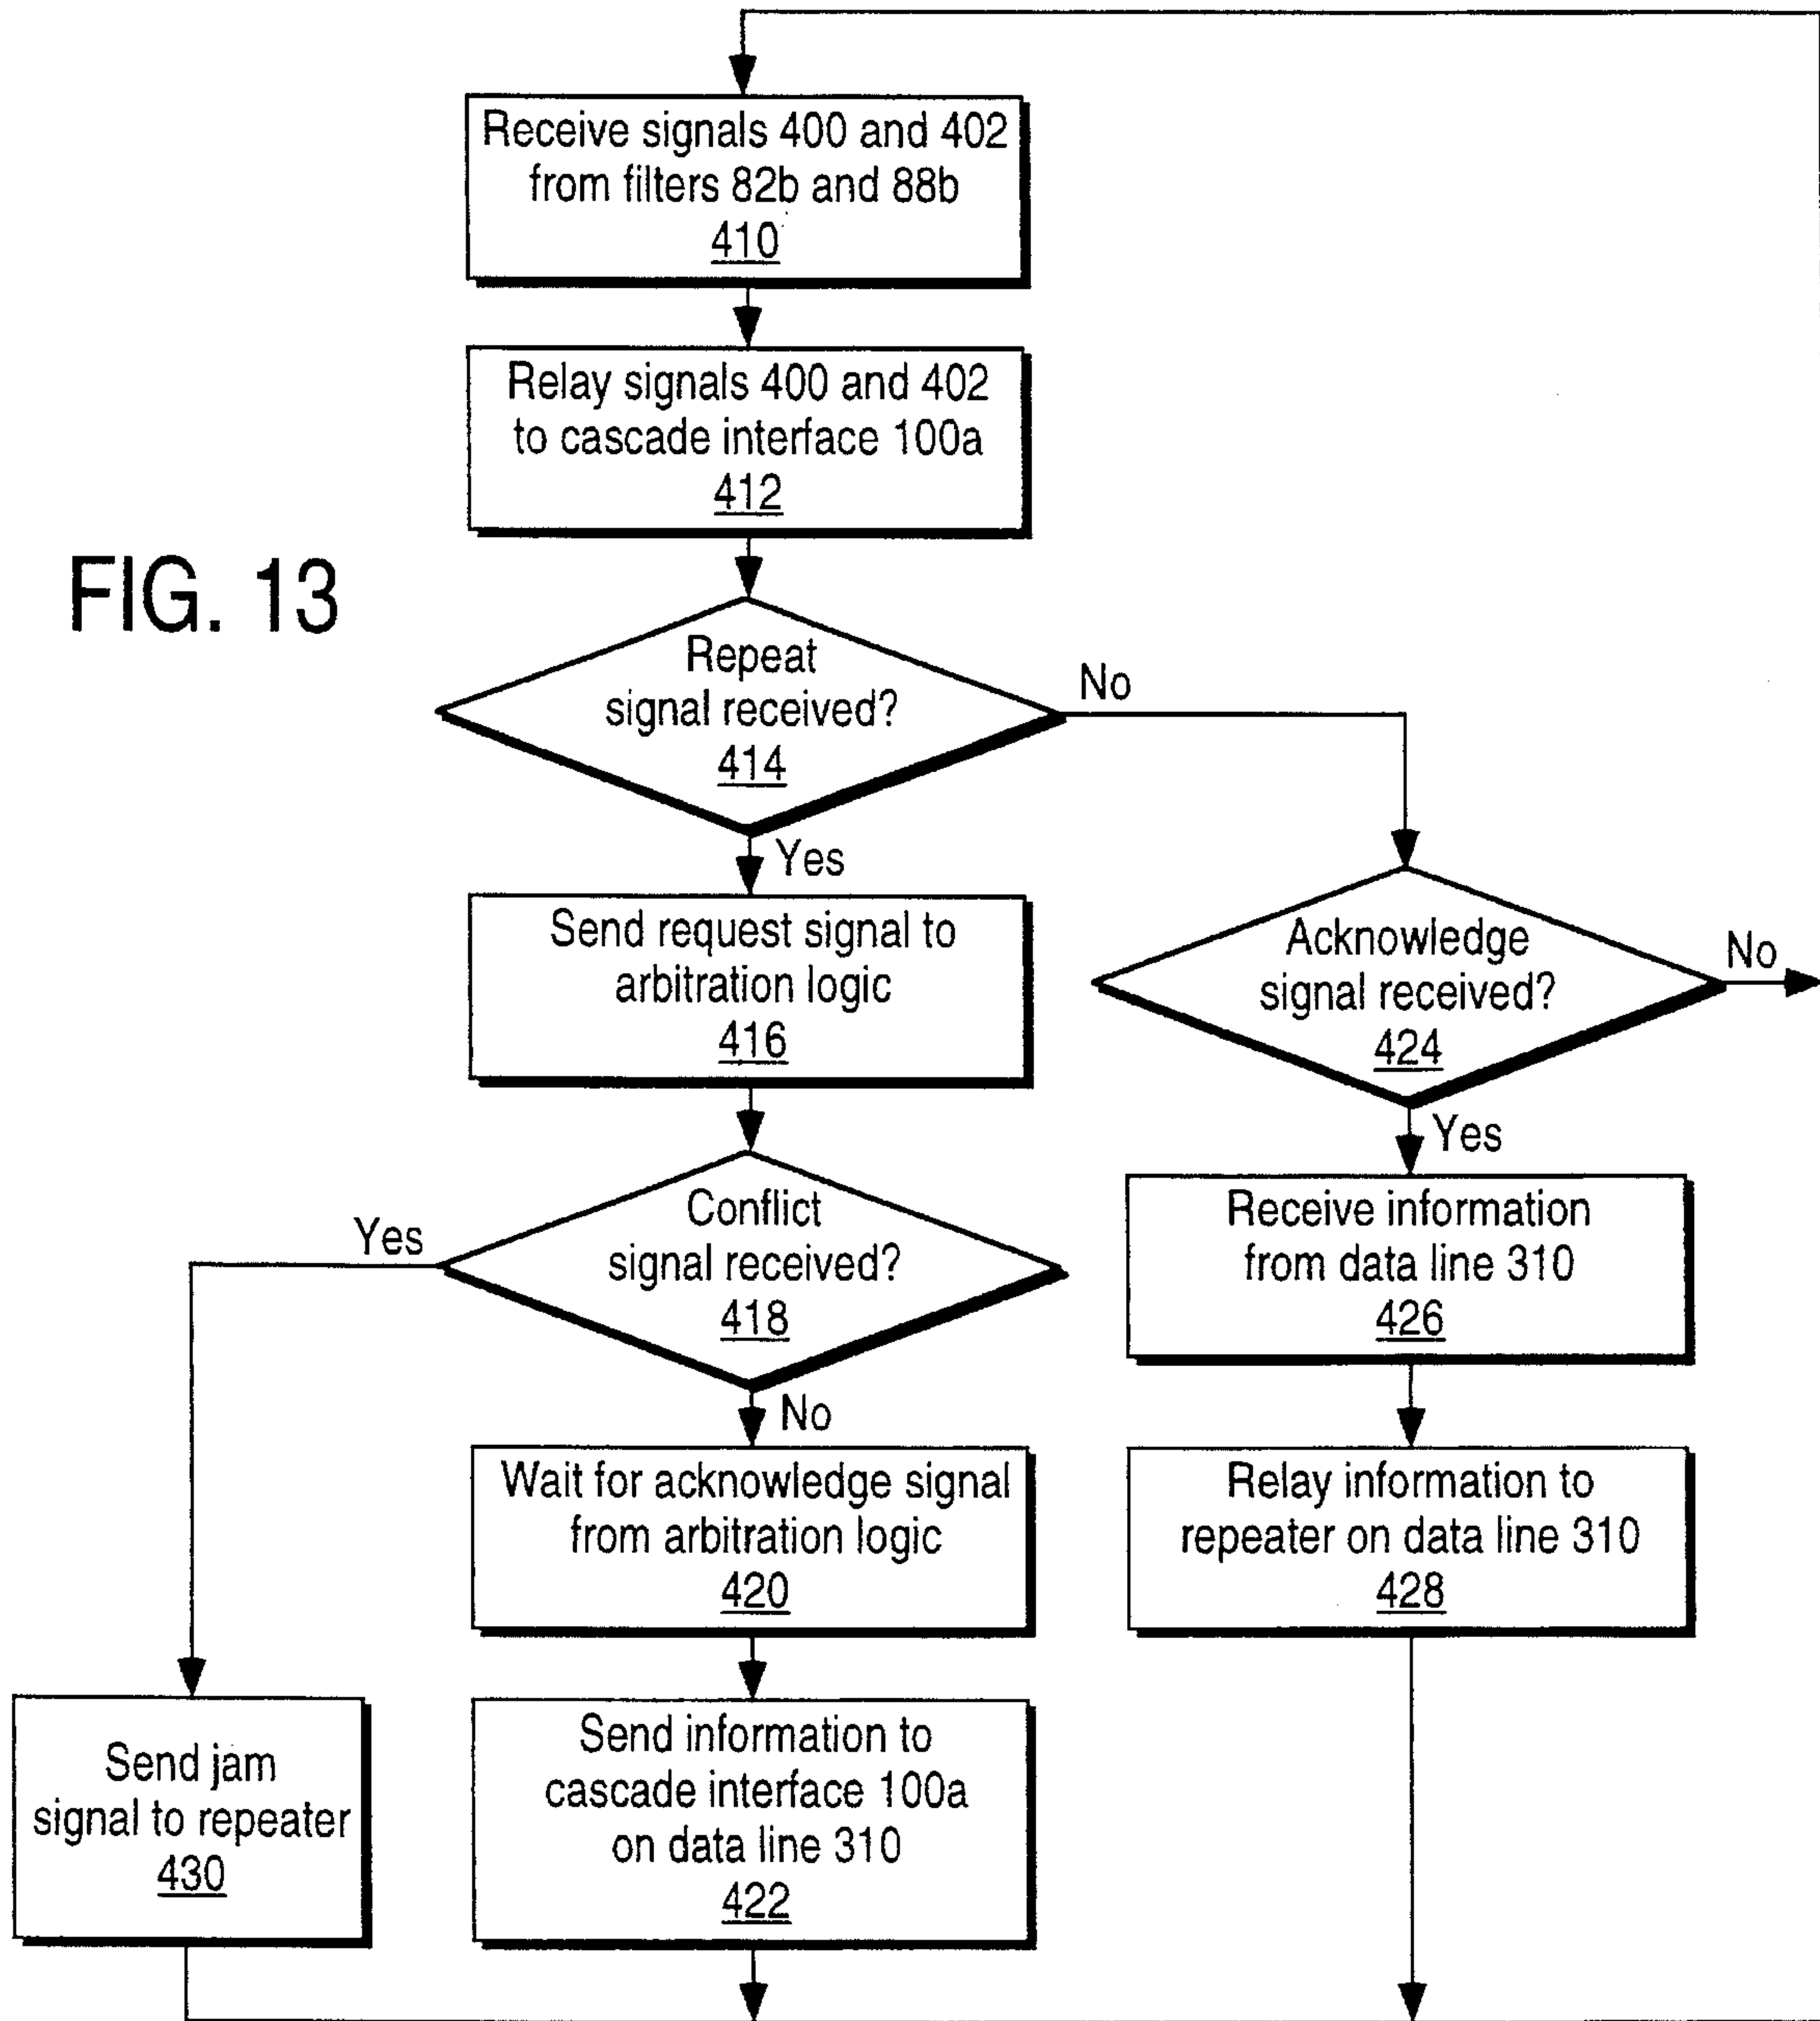 Receive signals 400 and 402
from filters 82b and 88b
410
Relay signals 400 and 402
to cascade interface 100a
412
FIG. 13
Repeat
signal received?
414
No
Yes
Send request signal to
arbitration logic
416
Acknowledge
signal received?
424
No
Yes
Conflict
signal received?
418
Yes
No
Receive information
from data line 310
426
Wait for acknowledge signal
from arbitration logic
420
Relay information to
repeater on data line 310
428
Send jam
signal to repeater
430
Send information to
cascade interface 100a
on data line 310
422